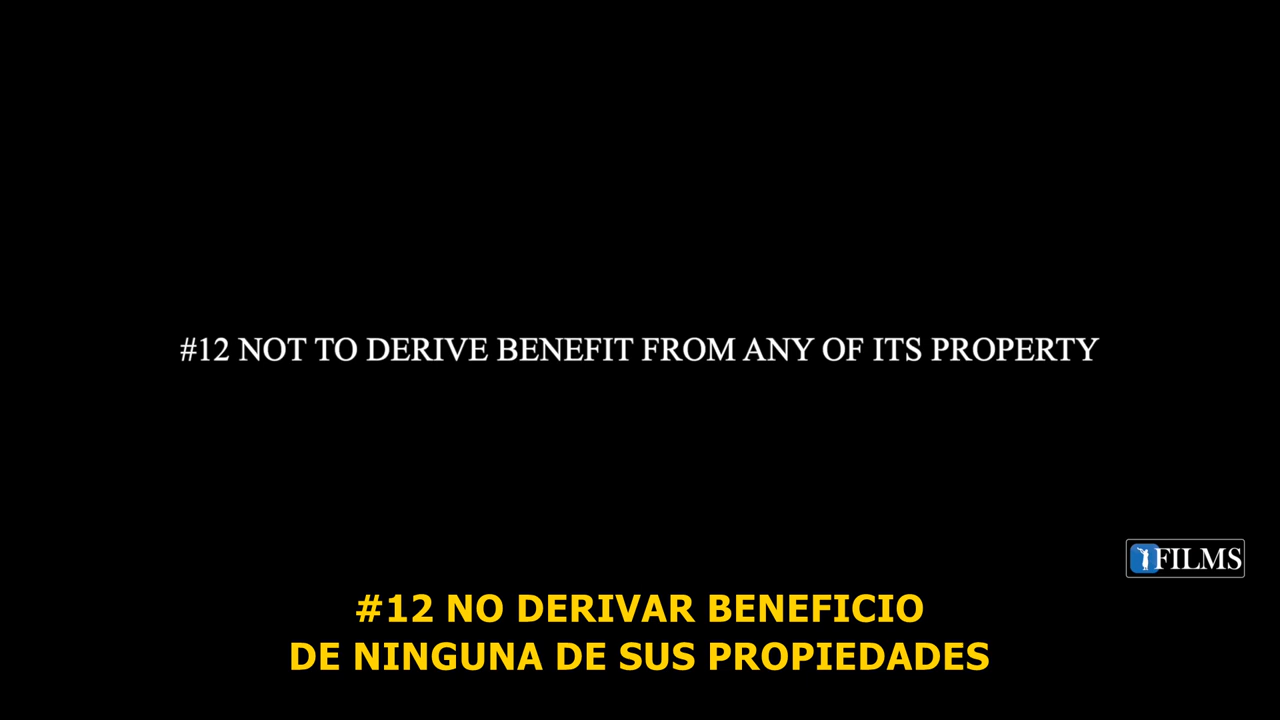 #12 NOT TO DERIVE BENEFIT FROM ANY OF ITS PROPERTY
FILMS
#12 NO DERIVAR BENEFICIO
DE NINGUNA DE SUS PROPIEDADES